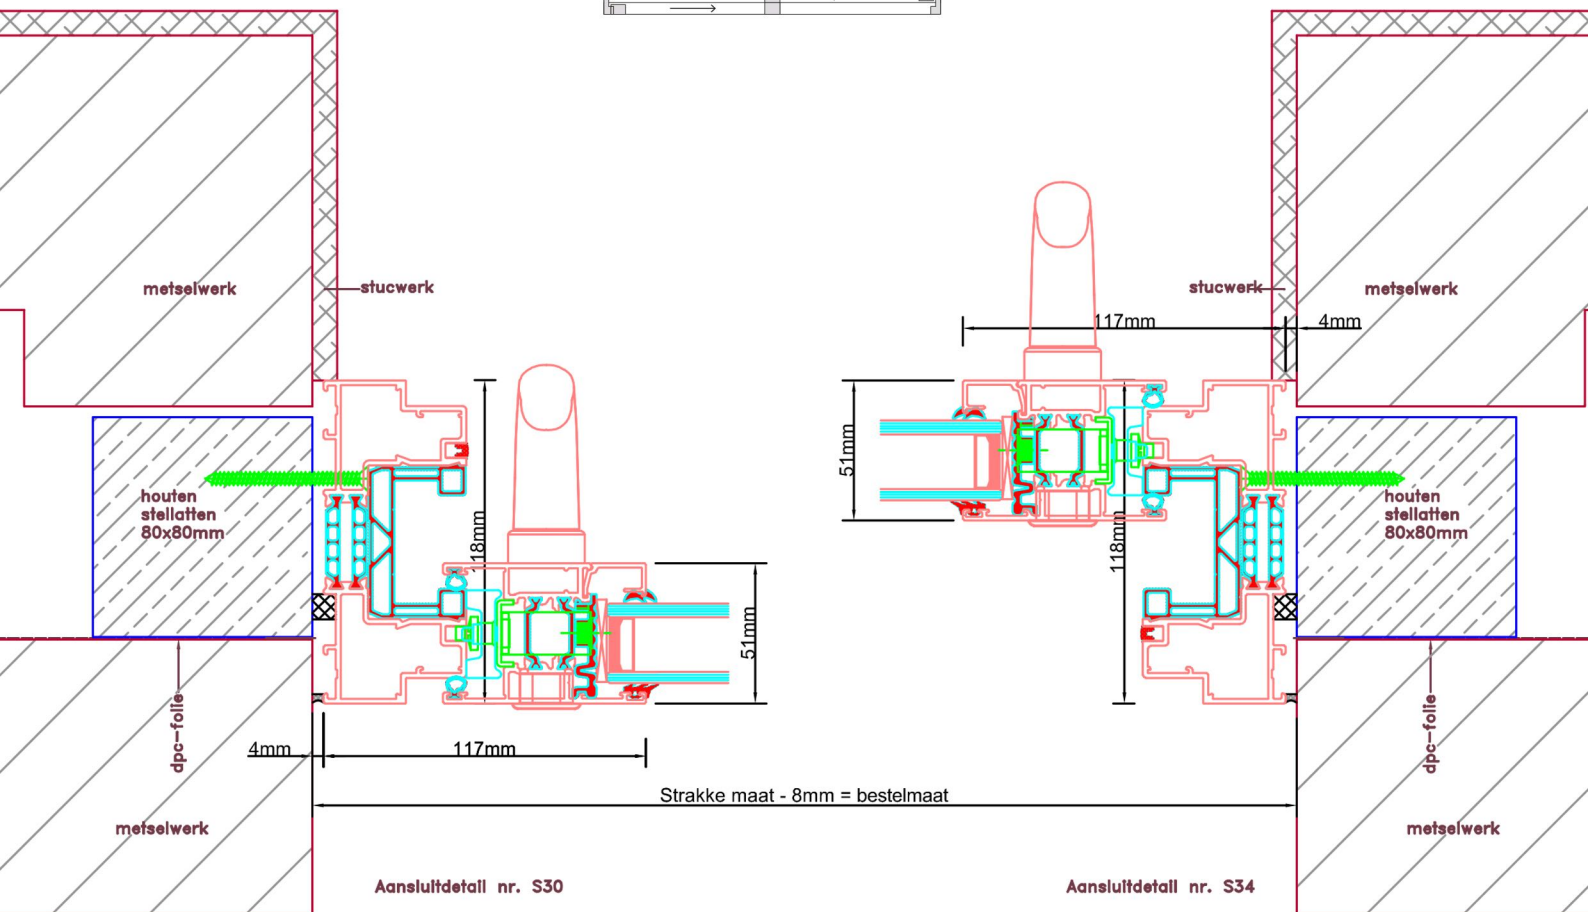 metselwerk
stucwerk
stucwerk
metselwerk
117mm
4mm
51mm
houten
stellatten
80x80mm
118mm
118mm
houten
stellatten
80x80mm
51mm
dpc-folie
dpc-folie
4mm
117mm
Strakke maat - 8mm = bestelmaat
metselwerk
metselwerk
Aansluitdetail nr. S30
Aansluitdetail nr. S34